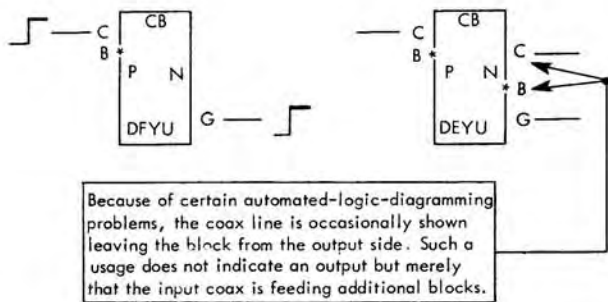 CB
C
B *
P N
DFYU
G
CB
C
B *
P N
C
* B
DEYU
G
Because of certain automated-logic-diagramming
problems, the coax line is occasionally shown
leaving the block from the output side. Such a
usage does not indicate an output but merely
that the input coax is feeding additional blocks.